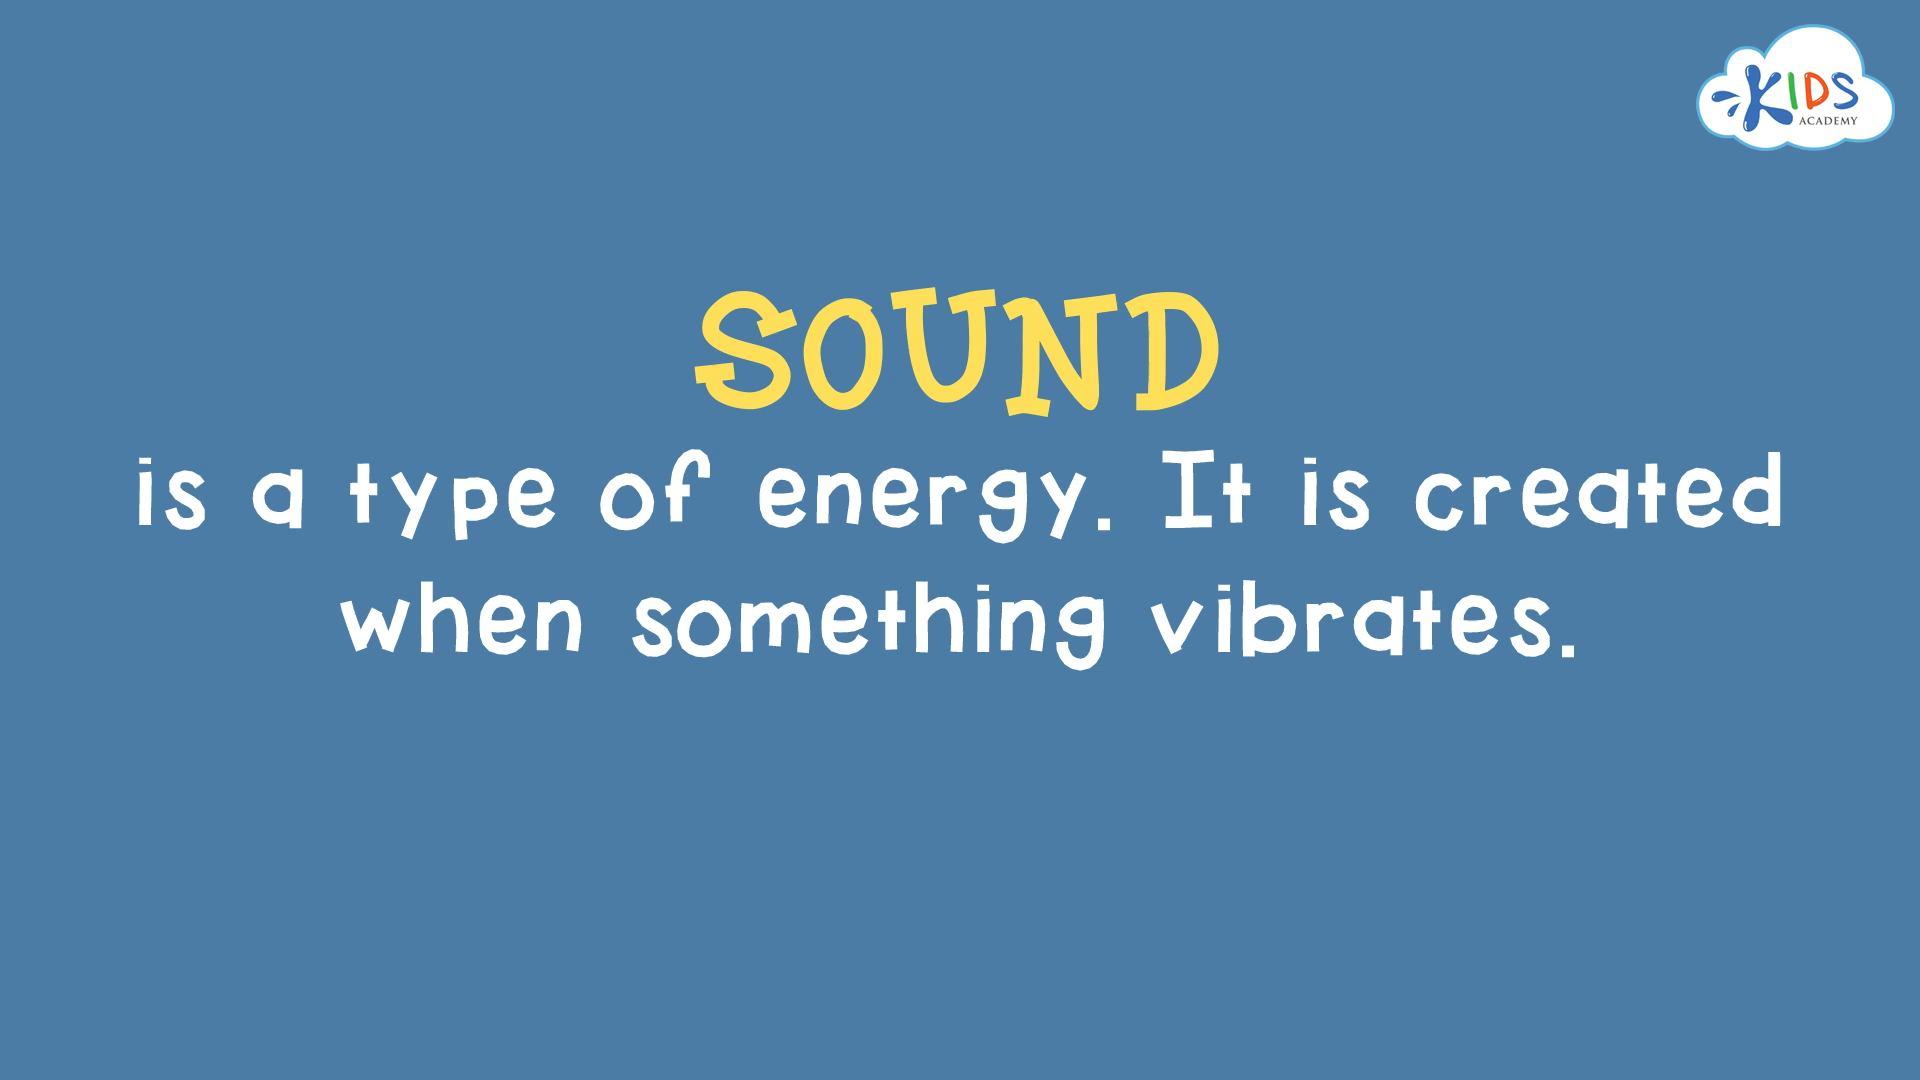 KIDS
ACADEMY
SOUND
is a type of energy. It is created
when something vibrates.